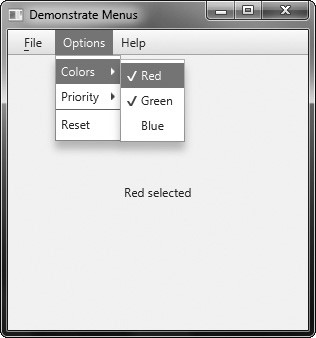 Demonstrate Menus
File Options Help
Colors
Priority
Reset
Red
Green
Blue
Red selected